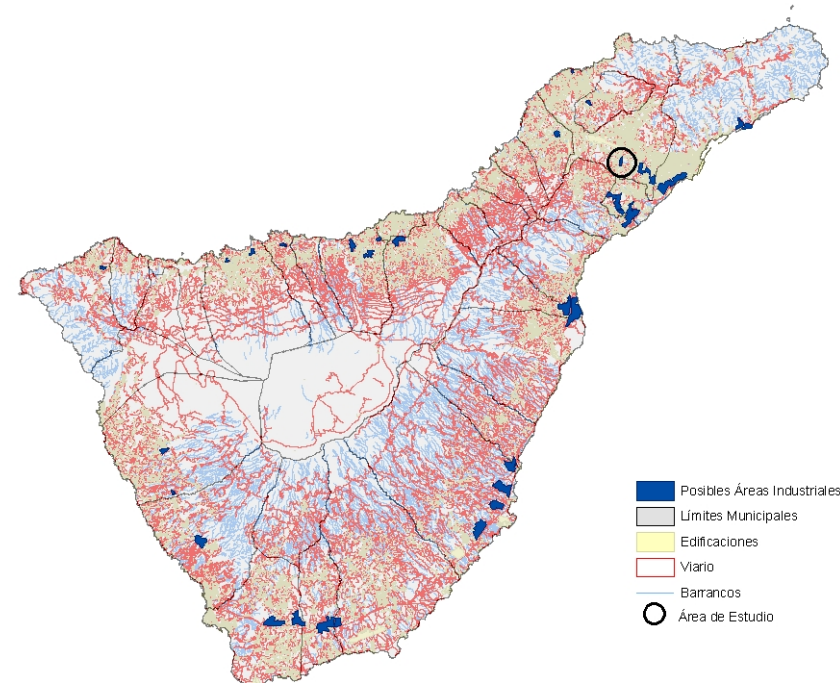 Posibles Áreas Industriales
Límites Municipales
Edificaciones
Viario
Barrancos
Área de Estudio